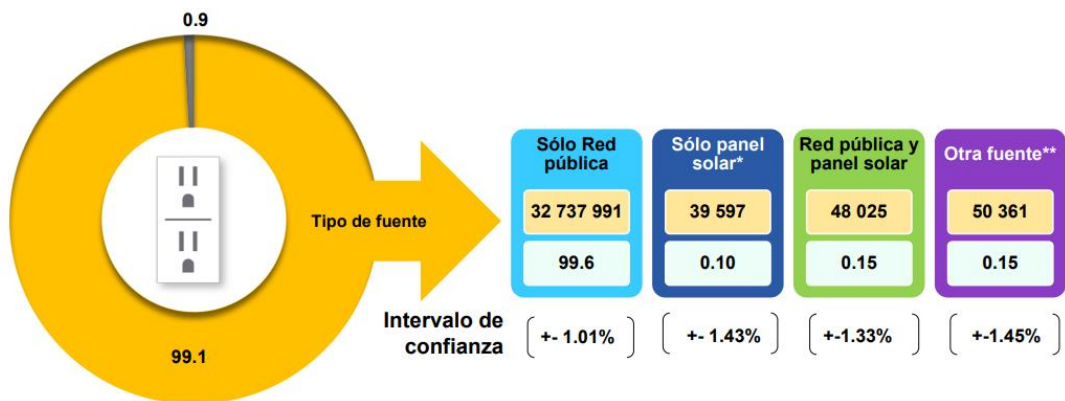 0.9
99.1
Tipo de fuente
Sólo Red
pública
32 737 991
99.6
Sólo panel
solar*
39 597
0.10
Red pública y
panel solar
48 025
0.15
Otra fuente**
50 361
0.15
Intervalo de
confianza
+- 1.01%
+- 1.43%
+-1.33%
+-1.45%